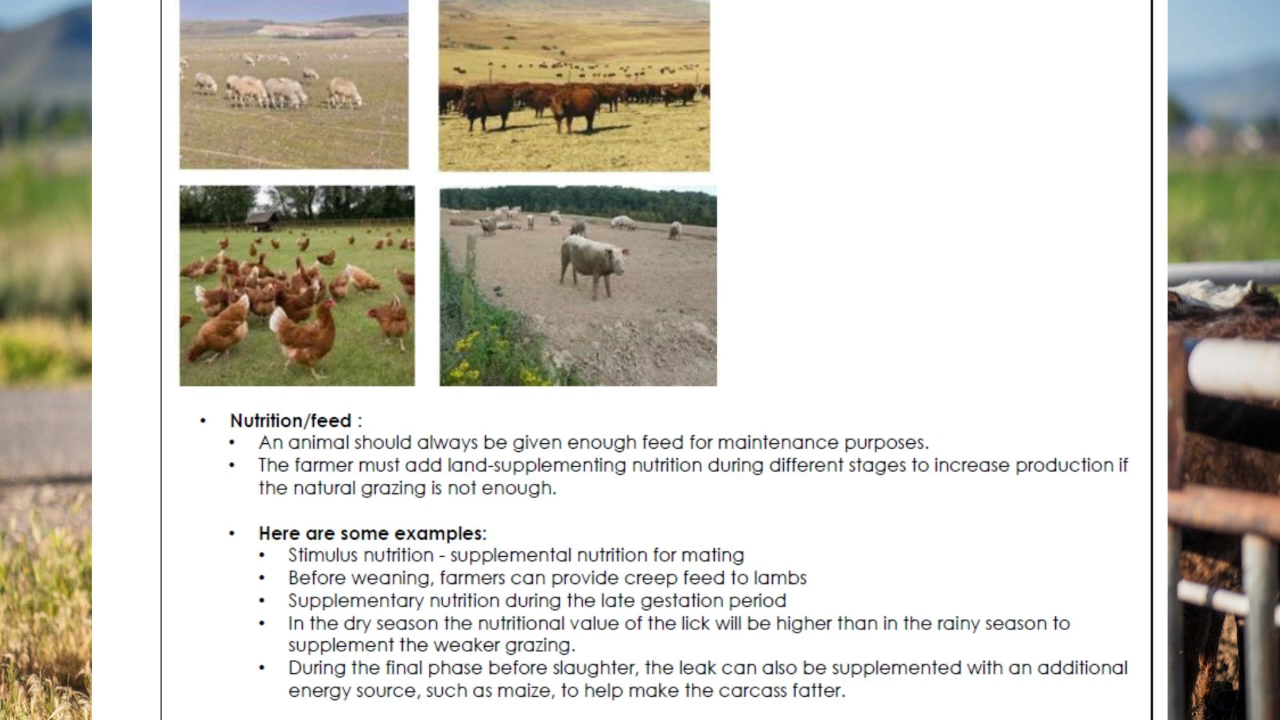 • Nutrition/feed :
• An animal should always be given enough feed for maintenance purposes.
• The farmer must add land-supplementing nutrition during different stages to increase production if
the natural grazing is not enough.
• Here are some examples:
• Stimulus nutrition - supplemental nutrition for mating
• Before weaning, farmers can provide creep feed to lambs
• Supplementary nutrition during the late gestation period
• In the dry season the nutritional value of the lick will be higher than in the rainy season to
supplement the weaker grazing.
• During the final phase before slaughter, the leak can also be supplemented with an additional
energy source, such as maize, to help make the carcass fatter.